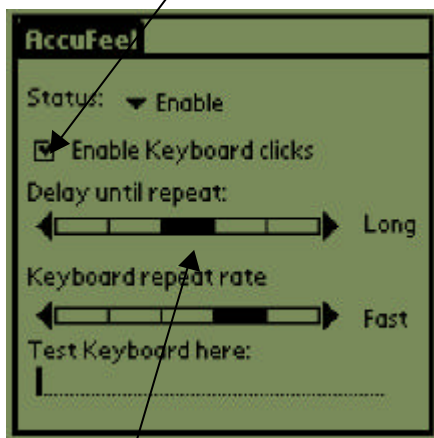 AccuFeel
Status: Enable
Enable Keyboard clicks
Delay until repeat:
Long
Keyboard repeat rate
Fast
Test Keyboard here: